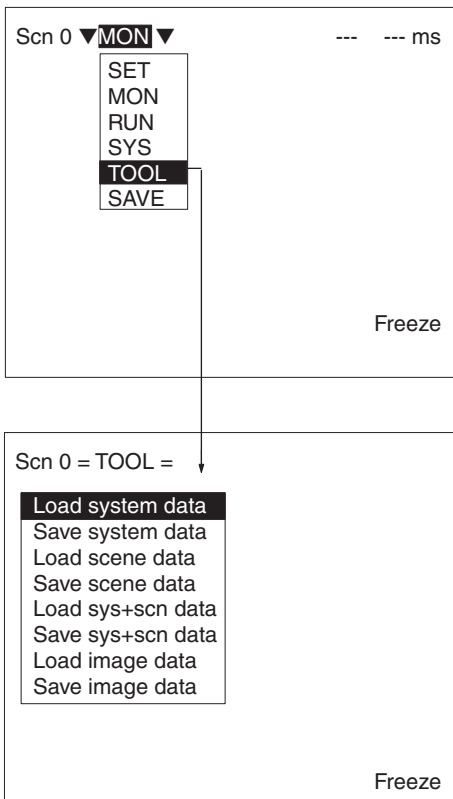 Scn 0 ▼MON ▼ --- --- ms
SET
MON
RUN
SYS
TOOL
SAVE
Freeze
Scn 0 = TOOL =
Load system data
Save system data
Load scene data
Save scene data
Load sys+scn data
Save sys+scn data
Load image data
Save image data
Freeze